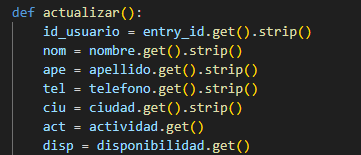 def actualizar():
    id_usuario = entry_id.get().strip()
    nom = nombre.get().strip()
    ape = apellido.get().strip()
    tel = telefono.get().strip()
    ciu = ciudad.get().strip()
    act = actividad.get()
    disp = disponibilidad.get()